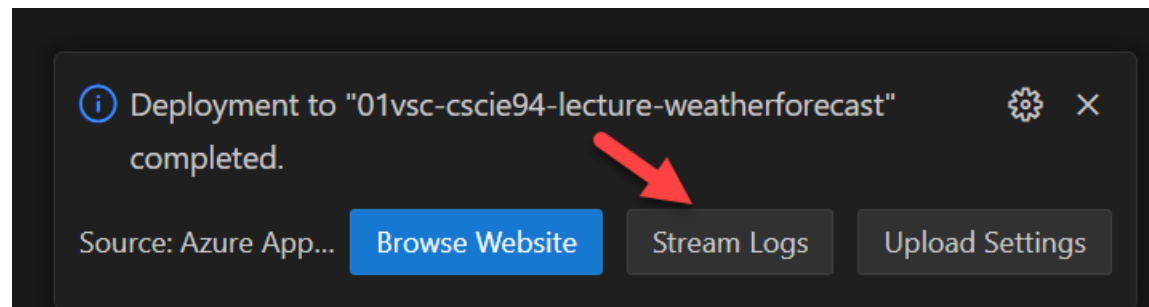 Deployment to "01vsc-cscie94-lecture-weatherforecast"
completed.
Source: Azure App... Browse Website Stream Logs Upload Settings